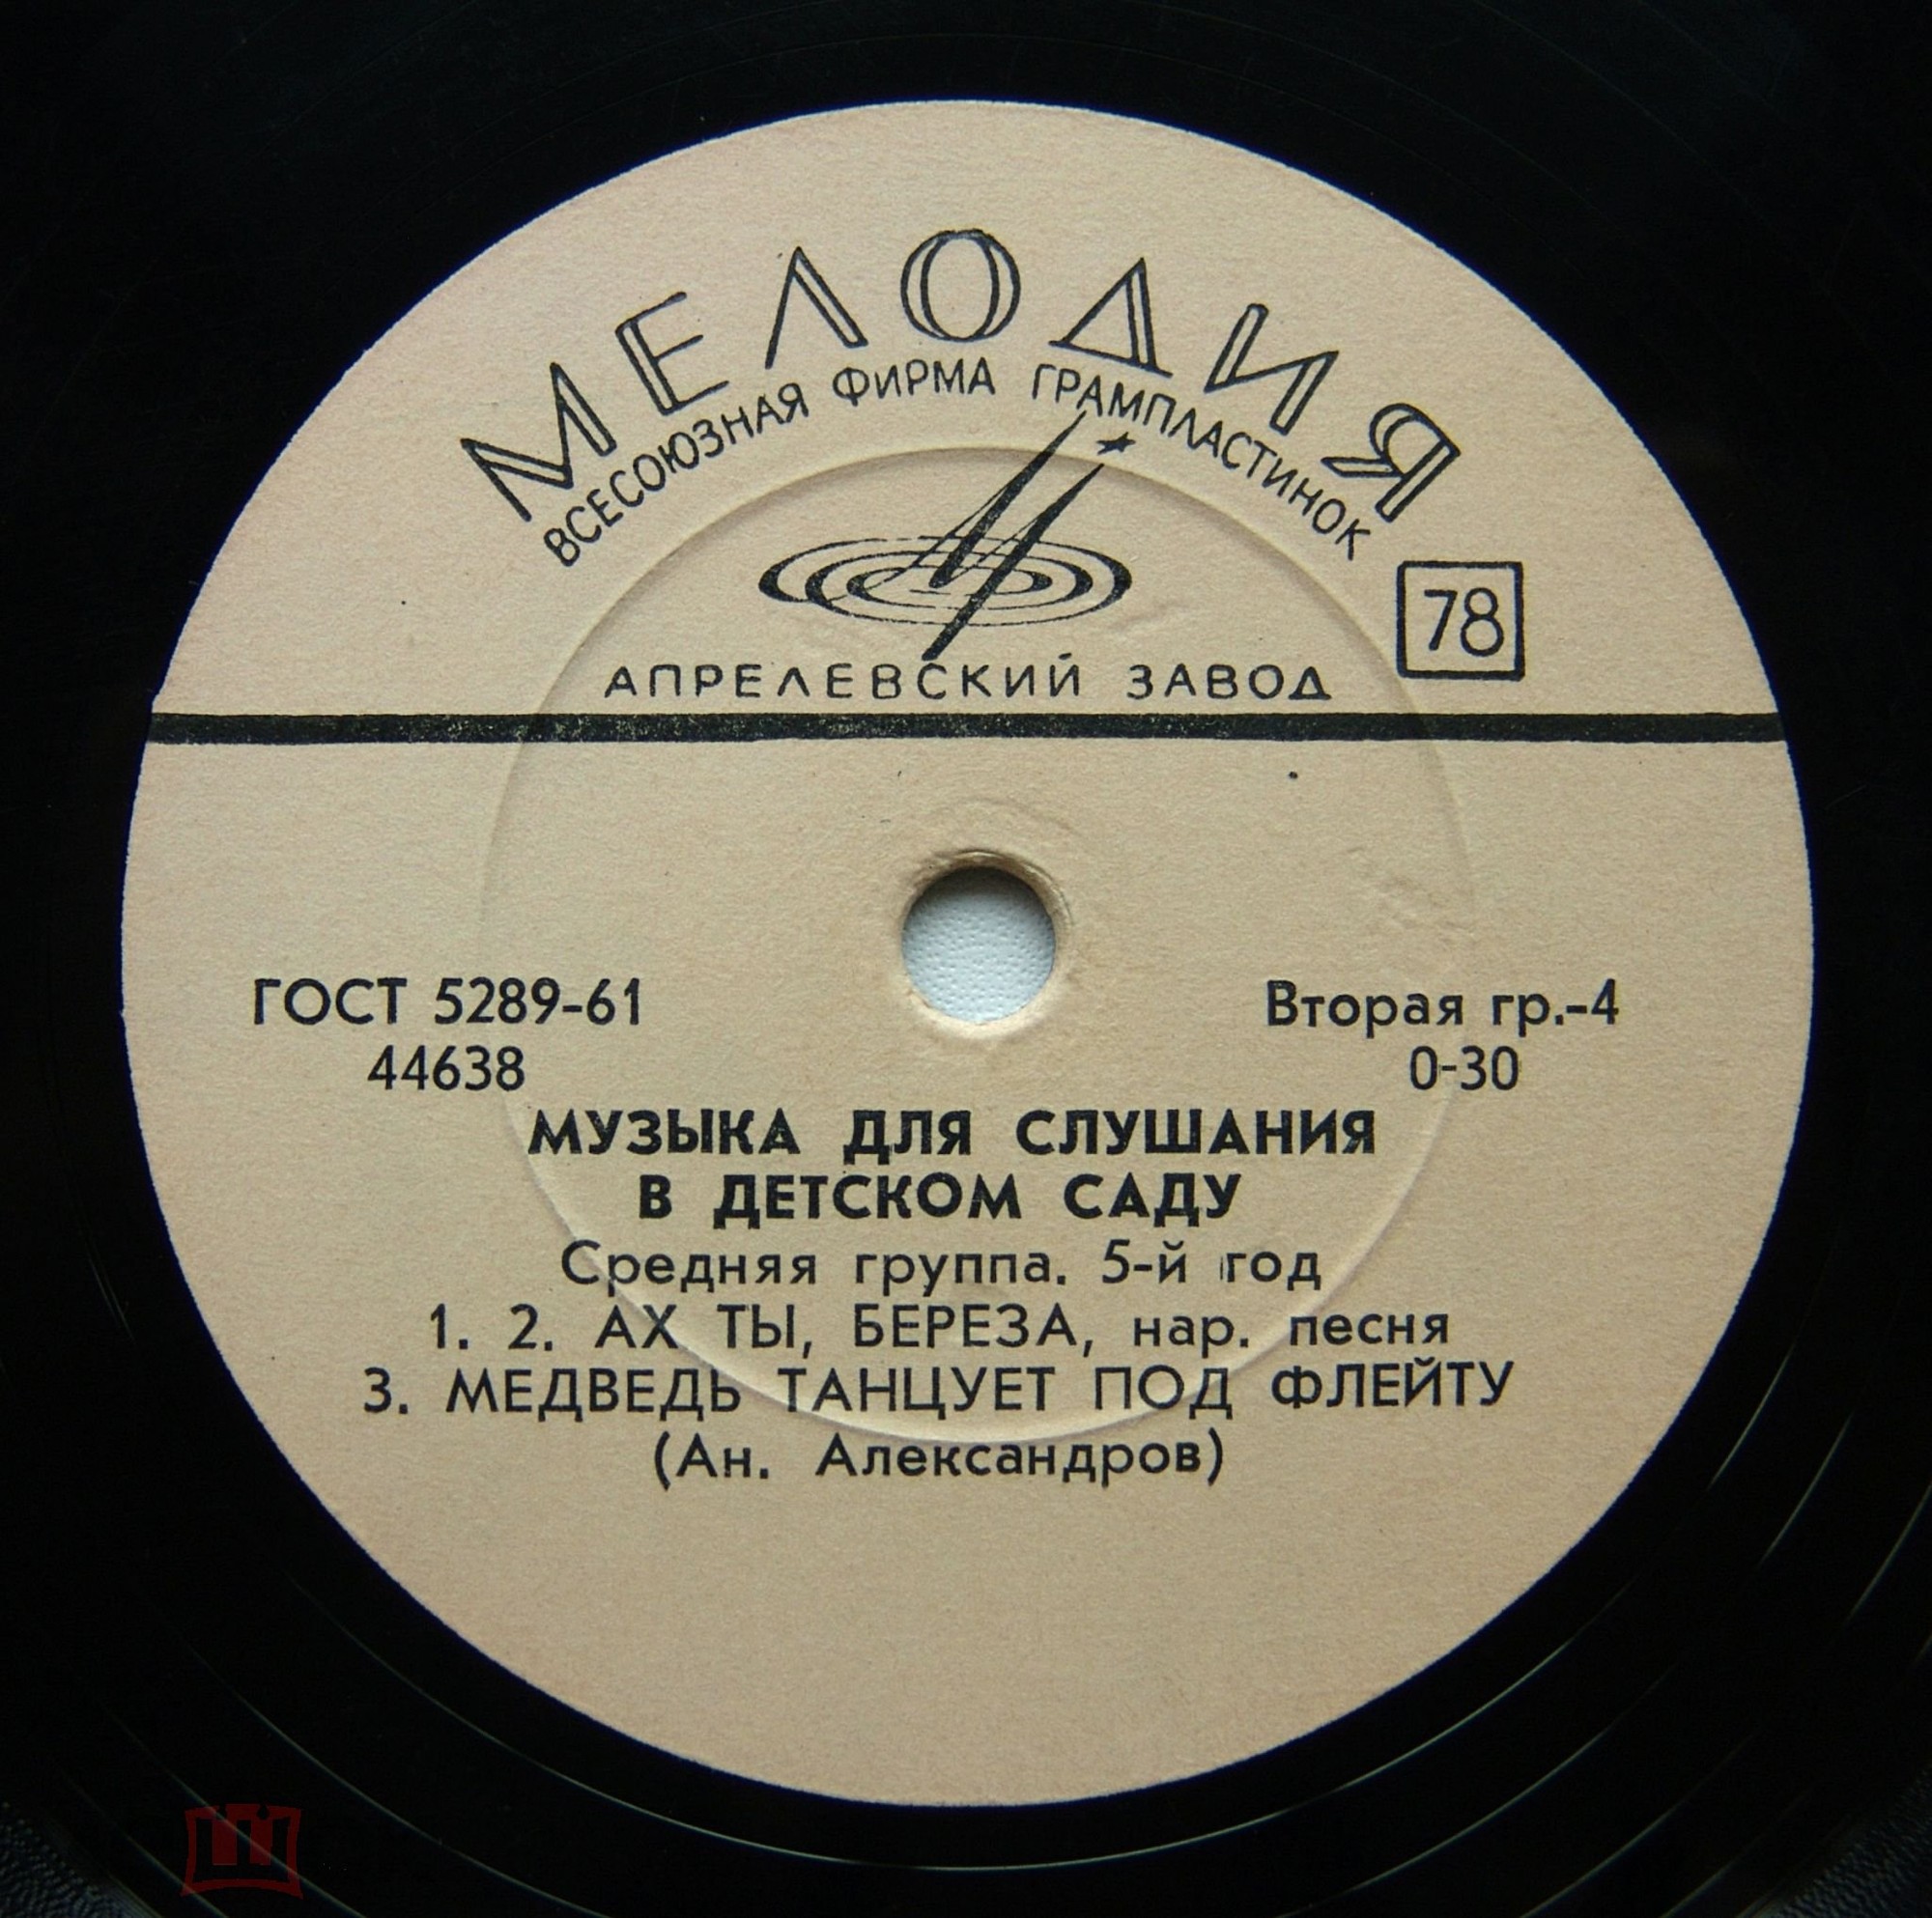 МЕЛОДИЯ
ВСЕСОЮЗНАЯ ФИРМА ГРАМПЛАСТИНОК
78
АПРЕЛЕВСКИЙ ЗАВОД
ГОСТ 5289-61
Вторая гр.-4
44638
0-30
МУЗЫКА ДЛЯ СЛУШАНИЯ
В ДЕТСКОМ САДУ
Средняя группа. 5-й год
1. 2. АХ ТЫ, БЕРЕЗА, нар. песня
3. МЕДВЕДЬ ТАНЦУЕТ ПОД ФЛЕЙТУ
(Ан. Александров)